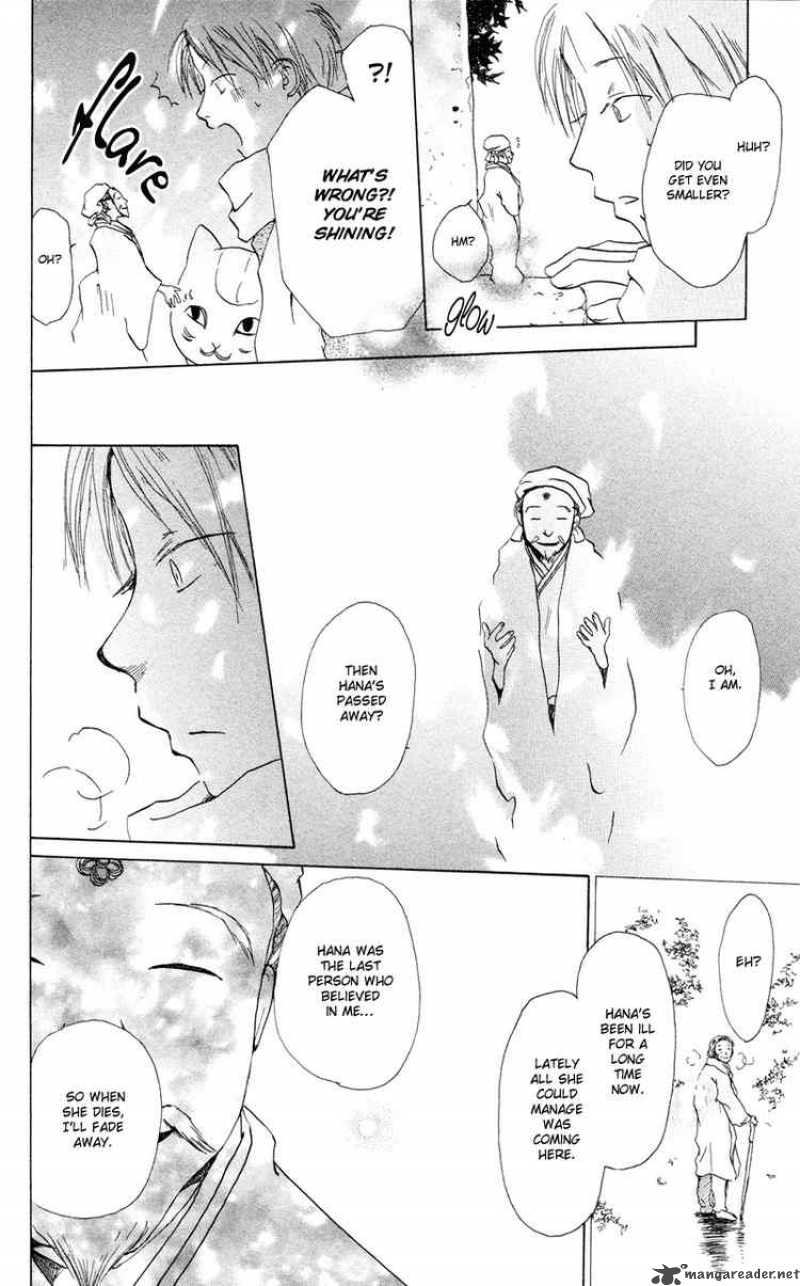 HUH?
DID YOU
GET EVEN
SMALLER?
HM?
glow
?!
WHAT'S
WRONG?!
YOU'RE
SHINING!
flare
OH?
OH,
I AM.
THEN
HANA'S
PASSED
AWAY?
EH?
HANA'S
BEEN ILL
FOR A
LONG
TIME
NOW.
LATELY
ALL SHE
COULD
MANAGE
WAS
COMING
HERE.
HANA WAS
THE LAST
PERSON WHO
BELIEVED
IN ME...
SO WHEN
SHE DIES,
I'LL FADE
AWAY.
mangareader.net